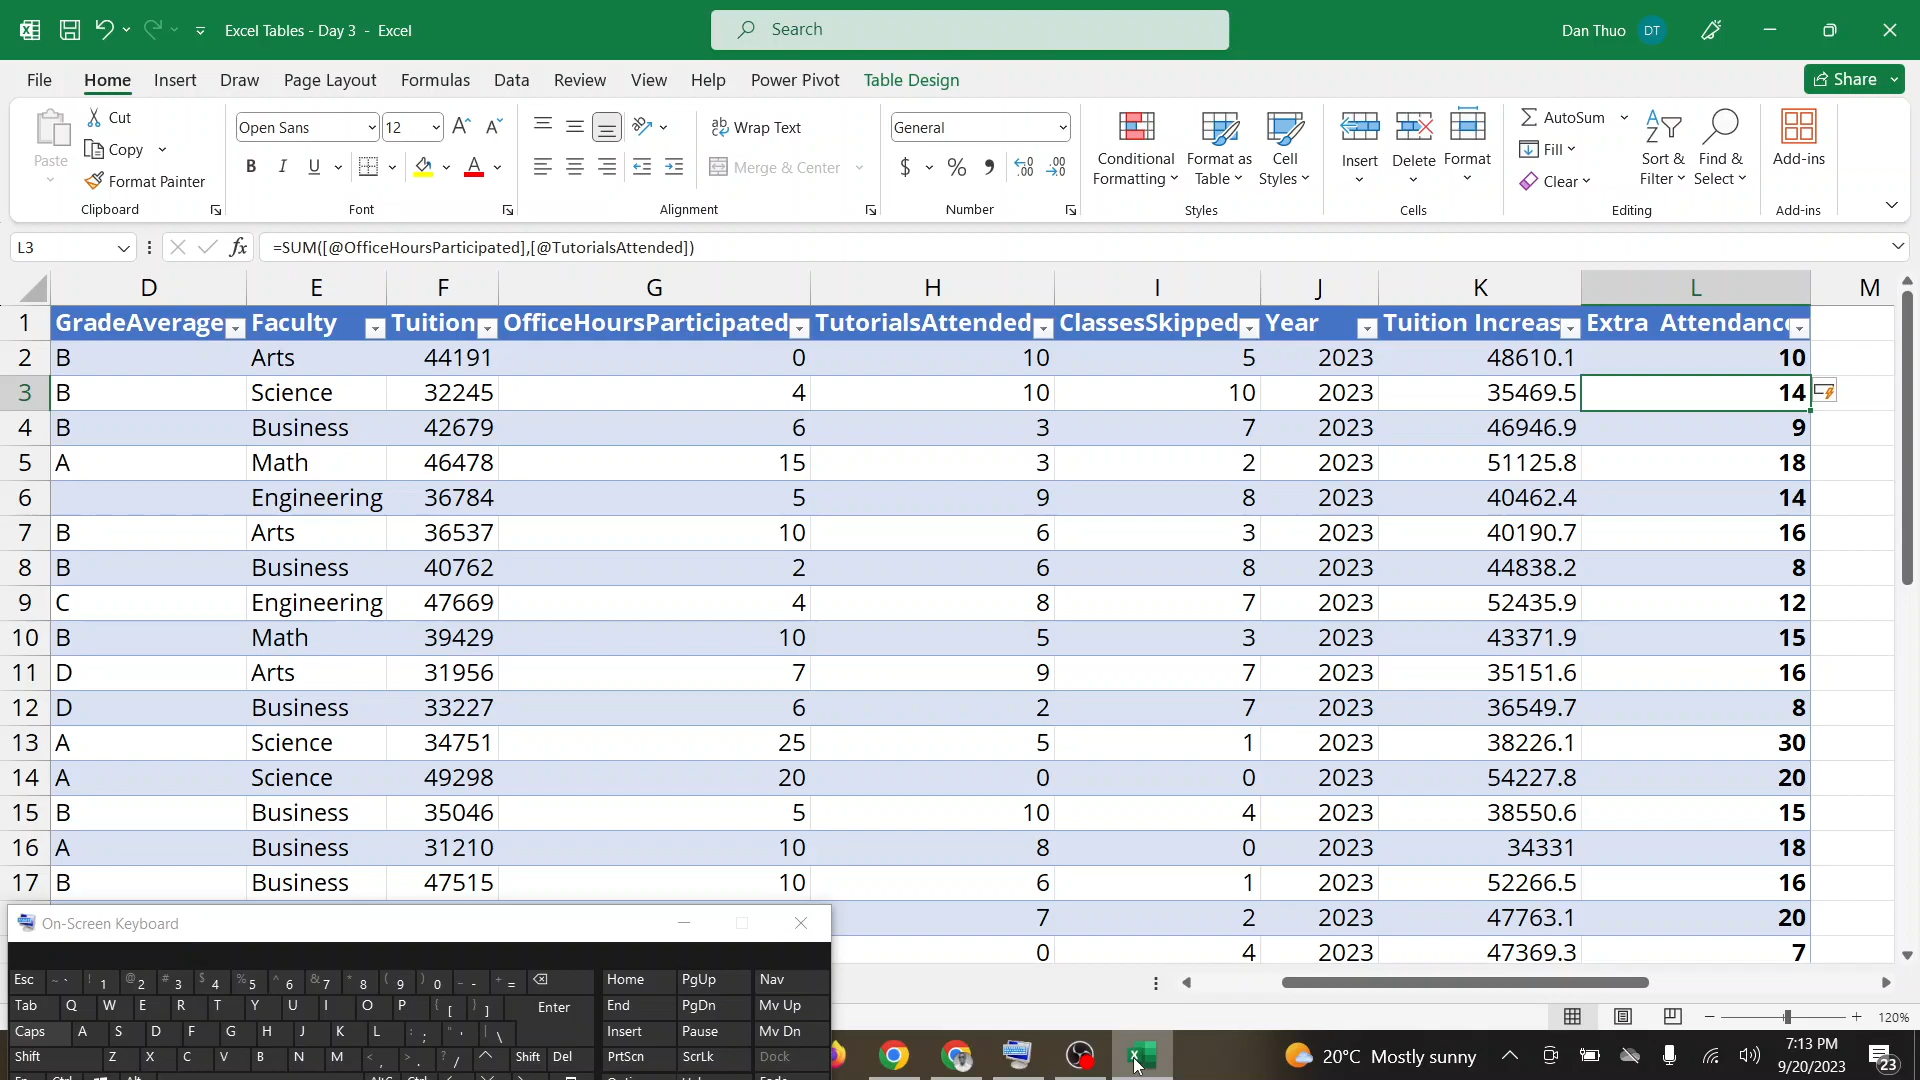 Excel Tables - Day 3 - Excel
Search
Dan Thuo DT
File Home Insert Draw Page Layout Formulas Data Review View Help Power Pivot Table Design Share
Paste Cut
Copy
Format Painter
Clipboard
Open Sans 12
B I U
Font
Wrap Text
Merge & Center
Alignment
General
$ % ,
Number
Conditional Formatting
Format as Table
Cell Styles
Styles
Insert Delete Format
Cells
AutoSum
Fill
Clear
Sort & Filter
Find & Select
Editing
Add-ins
Add-ins
L3 fx =SUM([@OfficeHoursParticipated],[@TutorialsAttended])
D E F G H I J K L M
1 GradeAverage Faculty Tuition OfficeHoursParticipated TutorialsAttended ClassesSkipped Year Tuition Increas Extra Attendanc
2 B Arts 44191 0 10 5 2023 48610.1 10
3 B Science 32245 4 10 10 2023 35469.5 14
4 B Business 42679 6 3 7 2023 46946.9 9
5 A Math 46478 15 3 2 2023 51125.8 18
6 Engineering 36784 5 9 8 2023 40462.4 14
7 B Arts 36537 10 6 3 2023 40190.7 16
8 B Business 40762 2 6 8 2023 44838.2 8
9 C Engineering 47669 4 8 7 2023 52435.9 12
10 B Math 39429 10 5 3 2023 43371.9 15
11 D Arts 31956 7 9 7 2023 35151.6 16
12 D Business 33227 6 2 7 2023 36549.7 8
13 A Science 34751 25 5 1 2023 38226.1 30
14 A Science 49298 20 0 0 2023 54227.8 20
15 B Business 35046 5 10 4 2023 38550.6 15
16 A Business 31210 10 8 0 2023 34331 18
17 B Business 47515 10 6 1 2023 52266.5 16
7 2 2023 47763.1 20
0 4 2023 47369.3 7
On-Screen Keyboard
Esc ~ ` ! 1 @ 2 # 3 $ 4 % 5 ^ 6 & 7 * 8 ( 9 ) 0 _ - + = Home PgUp Nav
Tab Q W E R T Y U I O P { [ } ] Enter End PgDn Mv Up
Caps A S D F G H J K L : ; " ' | \ Insert Pause Mv Dn
Shift Z X C V B N M < , > . ? / Shift Del PrtScn ScrLk Dock
120%
20°C Mostly sunny
7:13 PM
9/20/2023
23